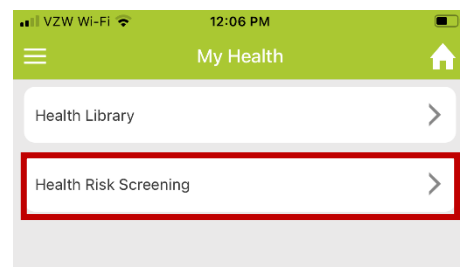 VZW Wi-Fi 12:06 PM
My Health
Health Library
Health Risk Screening